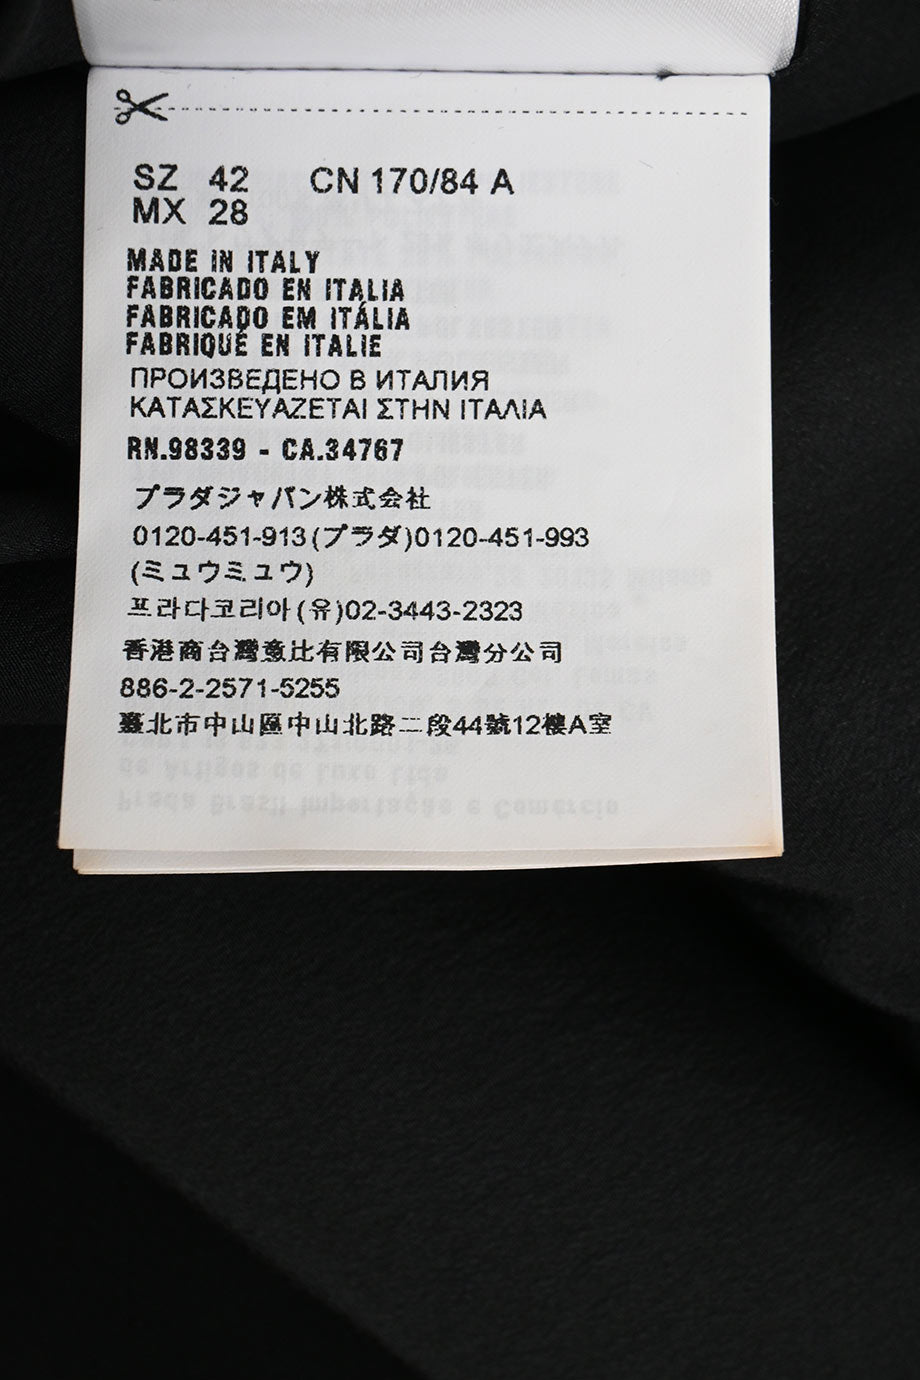 SZ 42 CN 170/84 A
MX 28
MADE IN ITALY
FABRICADO EN ITALIA
FABRICADO EM ITÁLIA
FABRIQUÉ EN ITALIE
ПРОИЗВЕДЕНО В ИТАЛИЯ
ΚΑΤΑΣΚΕΥΑΖΕΤΑΙ ΣΤΗΝ ΙΤΑΛΙΑ
RN.98339 - CA.34767
プラダジャパン株式会社
0120-451-913(プラダ)0120-451-993
(ミュウミュウ)
프라다코리아(유)02-3443-2323
香港商台灣意比有限公司台灣分公司
886-2-2571-5255
臺北市中山區中山北路二段44號12樓A室